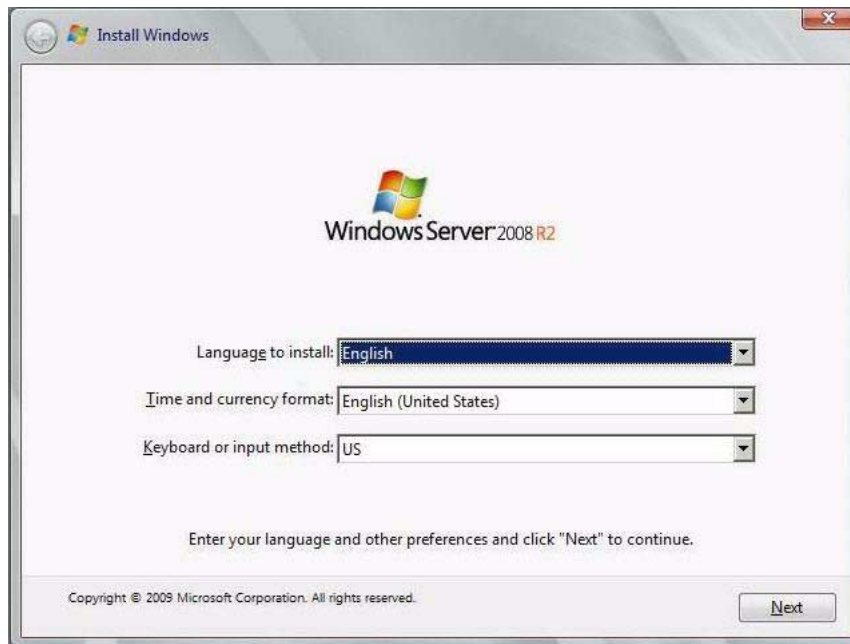 Install Windows
Windows Server 2008 R2
Language to install: English
Time and currency format: English (United States)
Keyboard or input method: US
Enter your language and other preferences and click "Next" to continue.
Copyright © 2009 Microsoft Corporation. All rights reserved.
Next